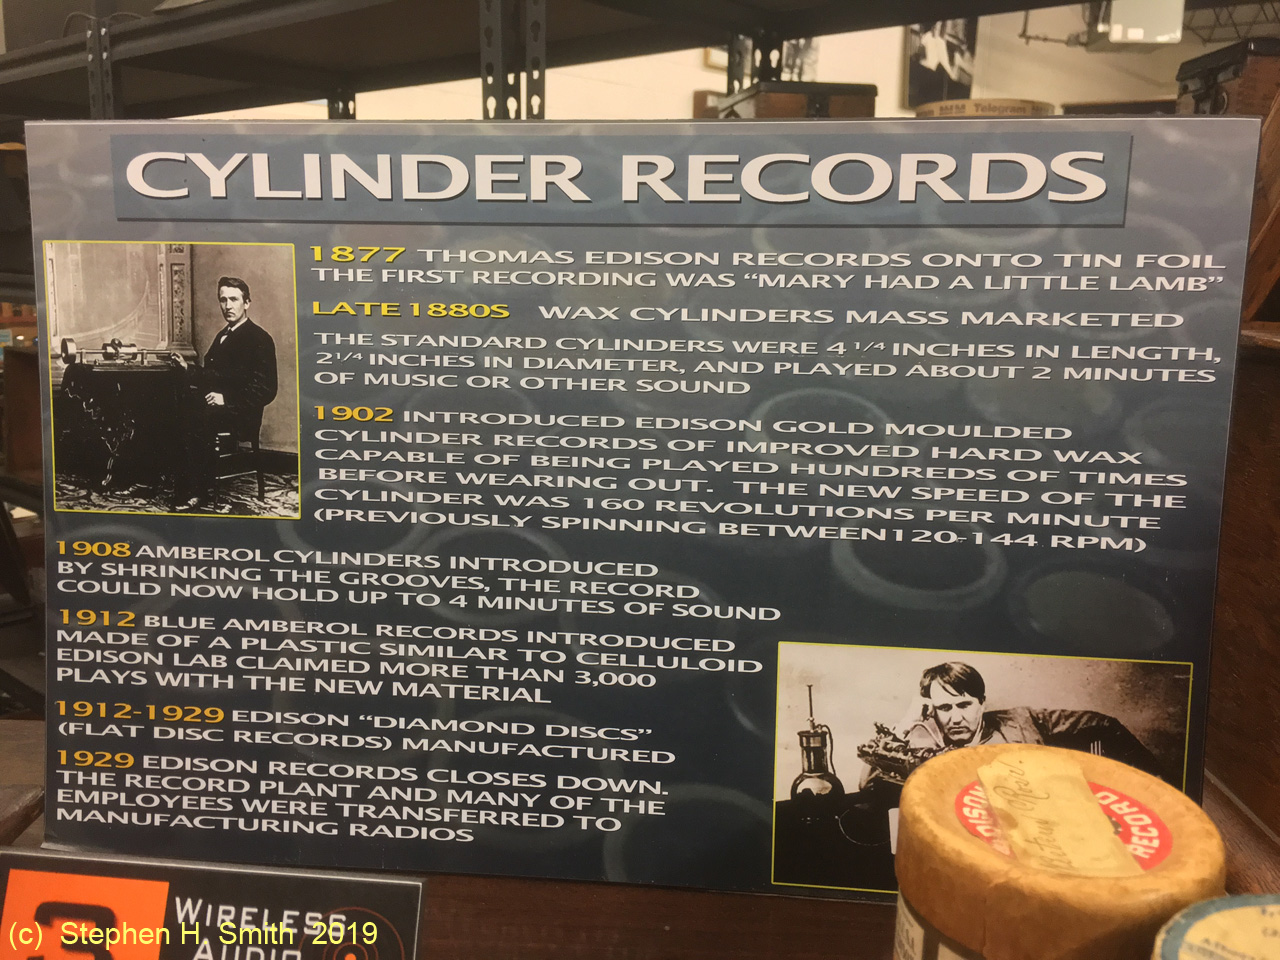 Telegram
CYLINDER RECORDS
1877 THOMAS EDISON RECORDS ONTO TIN FOIL
THE FIRST RECORDING WAS “MARY HAD A LITTLE LAMB”
LATE 1880S WAX CYLINDERS MASS MARKETED
THE STANDARD CYLINDERS WERE 4 1/4 INCHES IN LENGTH,
2 1/4 INCHES IN DIAMETER, AND PLAYED ABOUT 2 MINUTES
OF MUSIC OR OTHER SOUND
1902 INTRODUCED EDISON GOLD MOULDED
CYLINDER RECORDS OF IMPROVED HARD WAX
CAPABLE OF BEING PLAYED HUNDREDS OF TIMES
BEFORE WEARING OUT. THE NEW SPEED OF THE
CYLINDER WAS 160 REVOLUTIONS PER MINUTE
(PREVIOUSLY SPINNING BETWEEN 120-144 RPM)
1908 AMBEROL CYLINDERS INTRODUCED
BY SHRINKING THE GROOVES, THE RECORD
COULD NOW HOLD UP TO 4 MINUTES OF SOUND
1912 BLUE AMBEROL RECORDS INTRODUCED
MADE OF A PLASTIC SIMILAR TO CELLULOID
EDISON LAB CLAIMED MORE THAN 3,000
PLAYS WITH THE NEW MATERIAL
1912-1929 EDISON “DIAMOND DISCS”
(FLAT DISC RECORDS) MANUFACTURED
1929 EDISON RECORDS CLOSES DOWN.
THE RECORD PLANT AND MANY OF THE
EMPLOYEES WERE TRANSFERRED TO
MANUFACTURING RADIOS
EDISON
RECORD
WIRELESS
AUDIO
(c) Stephen H. Smith 2019